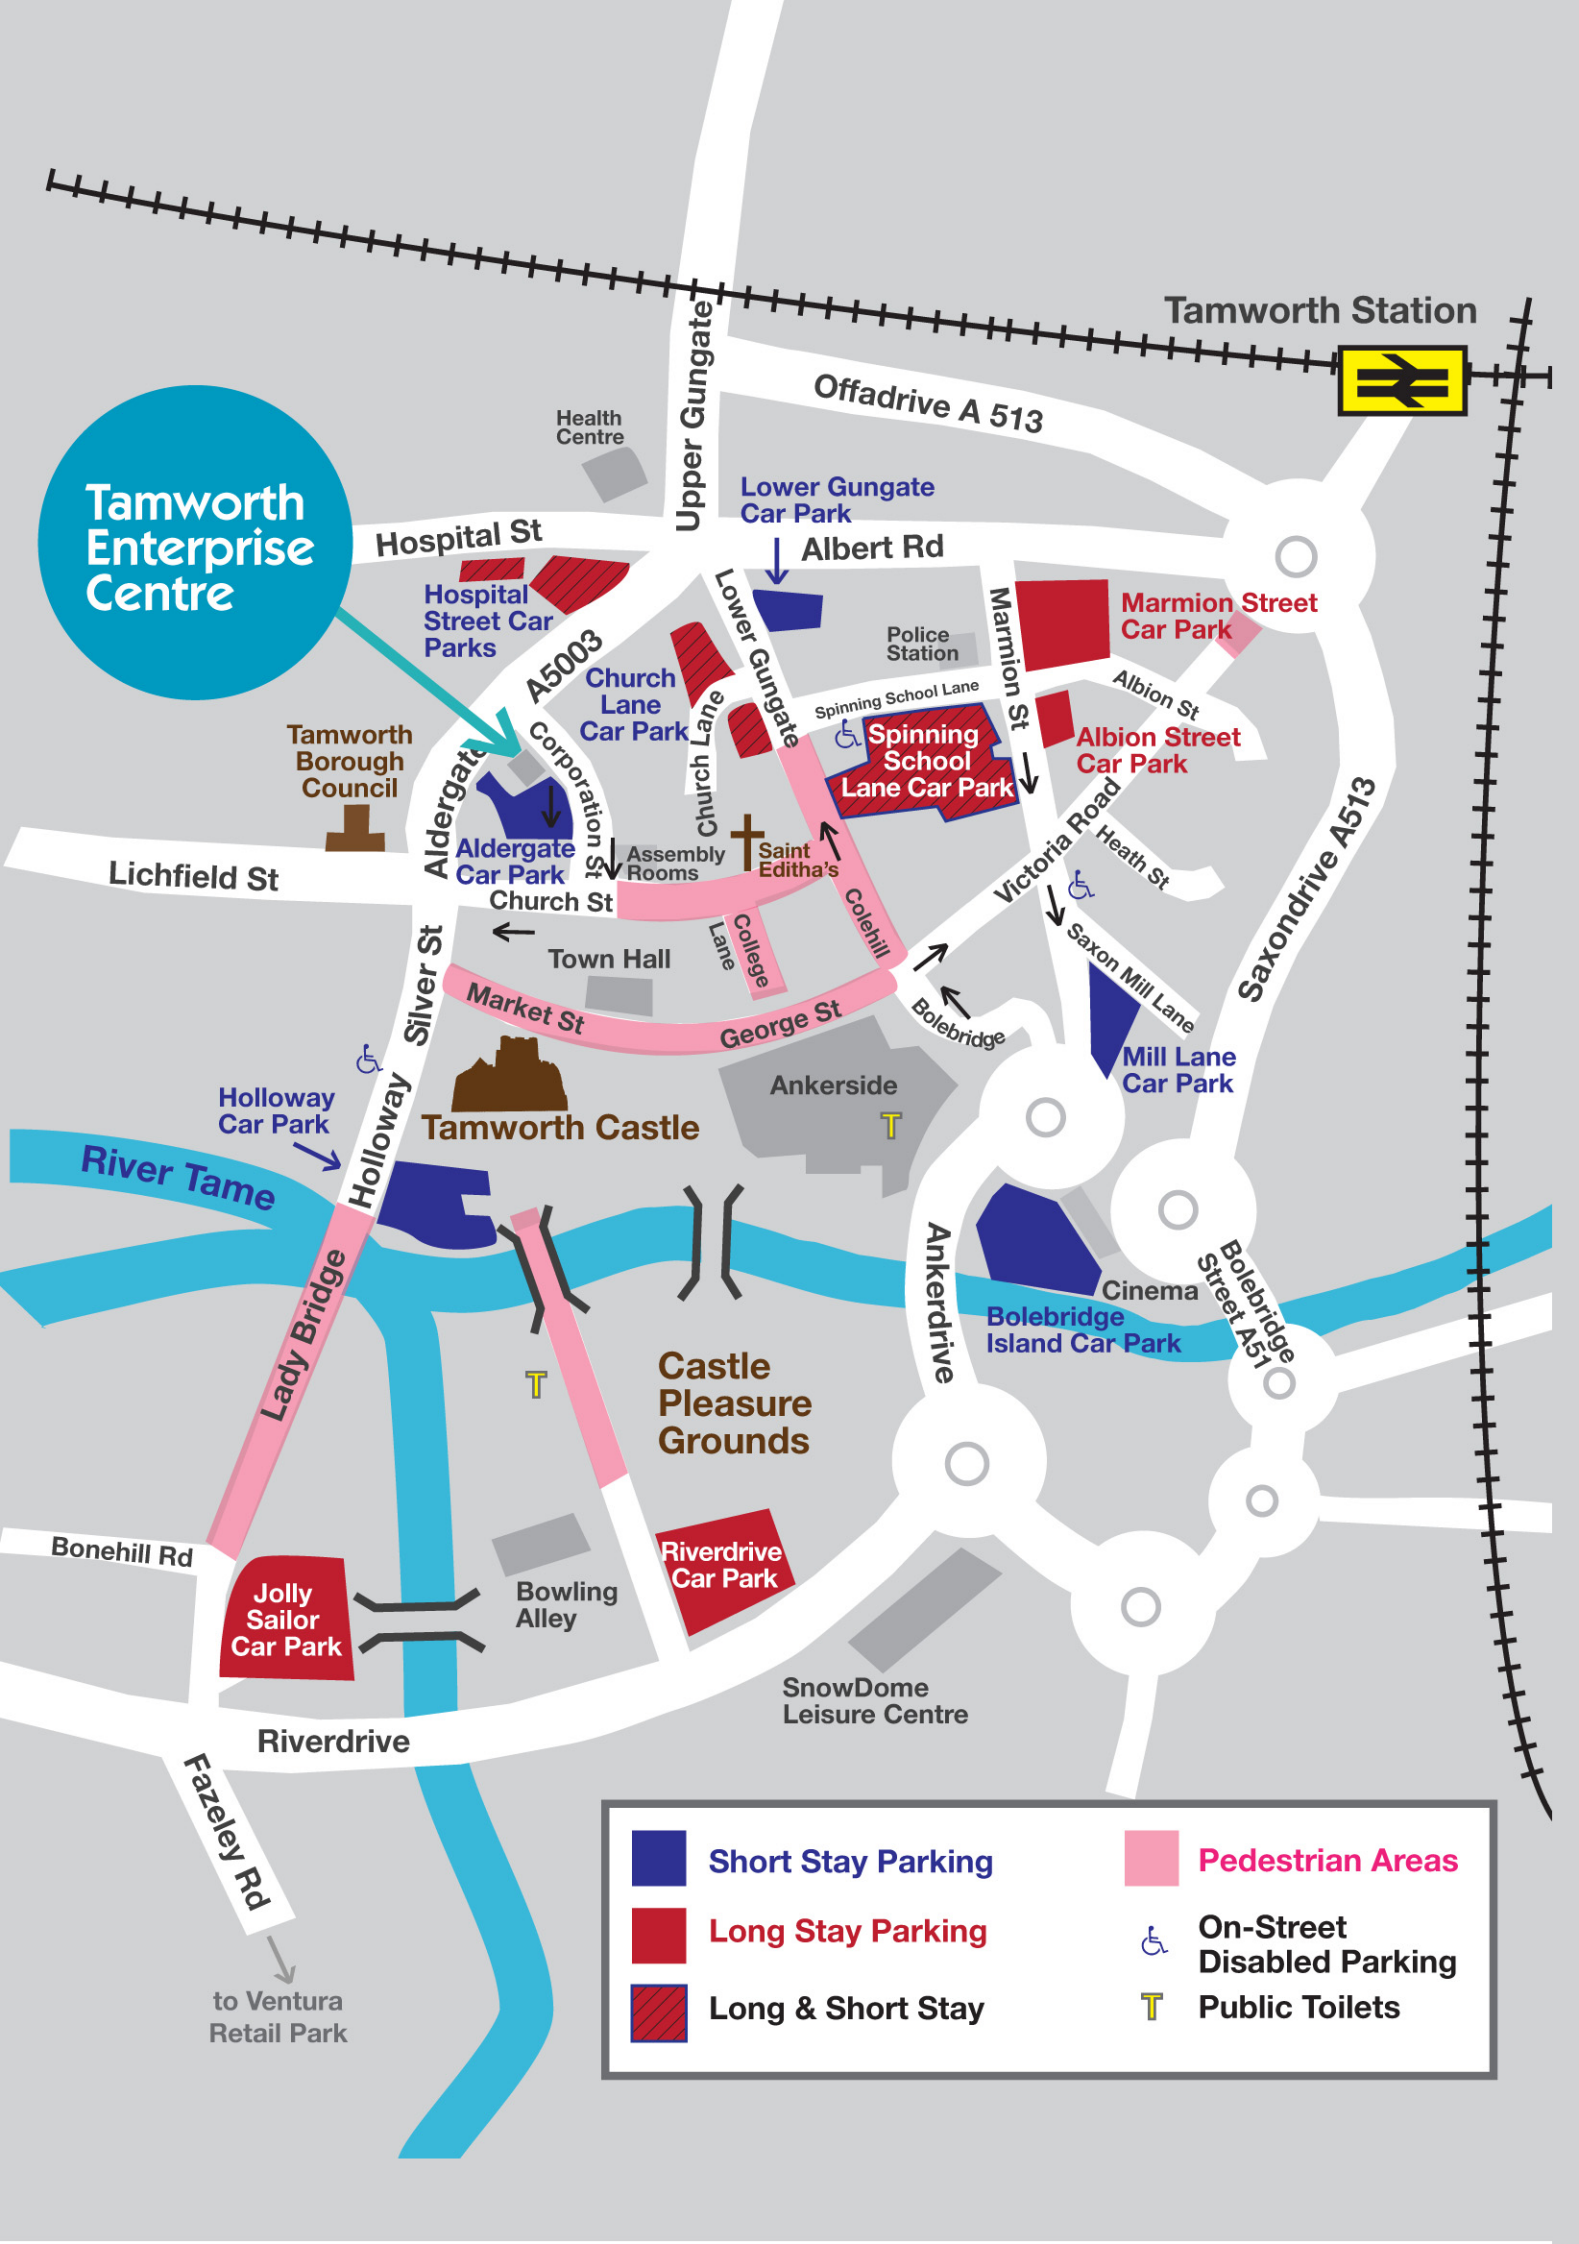 Tamworth Station
Upper Gungate
Offadrive A 513
Health
Centre
Tamworth
Enterprise
Centre
Hospital St
Lower Gungate
Car Park
Albert Rd
Hospital
Street Car
Parks
A5003
Lower Gungate
Marmion St
Marmion Street
Car Park
Police
Station
Church
Lane
Car Park
Church Lane
Spinning School Lane
Albion St
Spinning
School
Lane Car Park
Albion Street
Car Park
Tamworth
Borough
Council
Aldergate
Corporation St
Aldergate
Car Park
Assembly
Rooms
Saint
Editha's
Victoria Road
Heath St
Saxondrive A513
Lichfield St
Church St
College
Lane
Colehill
Town Hall
Silver St
Market St
George St
Bolebridge
Saxon Mill Lane
Mill Lane
Car Park
Ankerside
T
Tamworth Castle
Holloway
Car Park
Holloway
River Tame
Lady Bridge
Ankerdrive
Cinema
Bolebridge
Island Car Park
Bolebridge
Street A51
T
Castle
Pleasure
Grounds
Bonehill Rd
Jolly
Sailor
Car Park
Bowling
Alley
Riverdrive
Car Park
SnowDome
Leisure Centre
Riverdrive
Fazeley Rd
to Ventura
Retail Park
Short Stay Parking
Long Stay Parking
Long & Short Stay
Pedestrian Areas
On-Street
Disabled Parking
T
Public Toilets